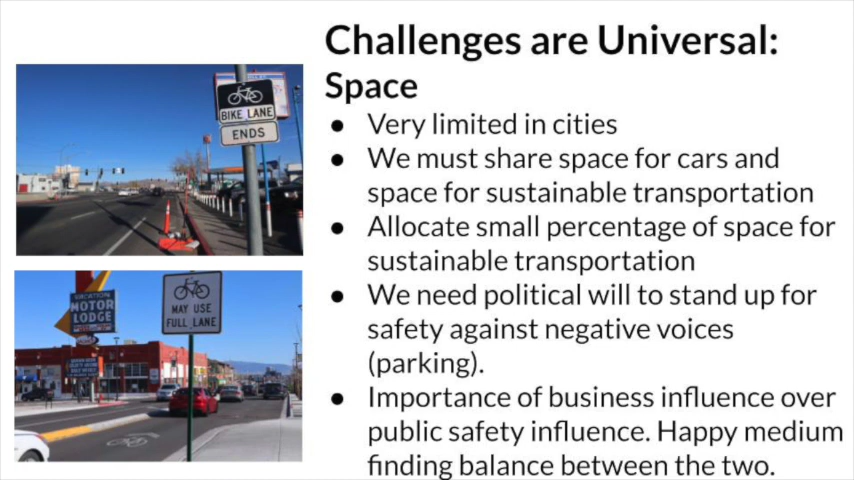 Challenges are Universal:
Space
● Very limited in cities
● We must share space for cars and
space for sustainable transportation
● Allocate small percentage of space for
sustainable transportation
● We need political will to stand up for
safety against negative voices
(parking).
● Importance of business influence over
public safety influence. Happy medium
finding balance between the two.
BIKE LANE
ENDS
MOTOR
LODGE
MAY USE
FULL LANE